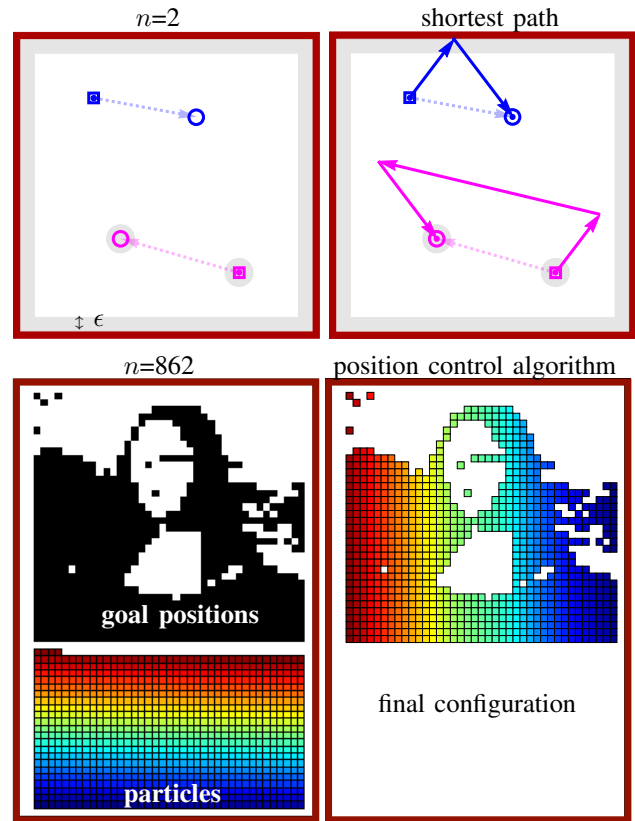 n=2
shortest path
↕ ϵ
n=862
position control algorithm
goal positions
particles
final configuration